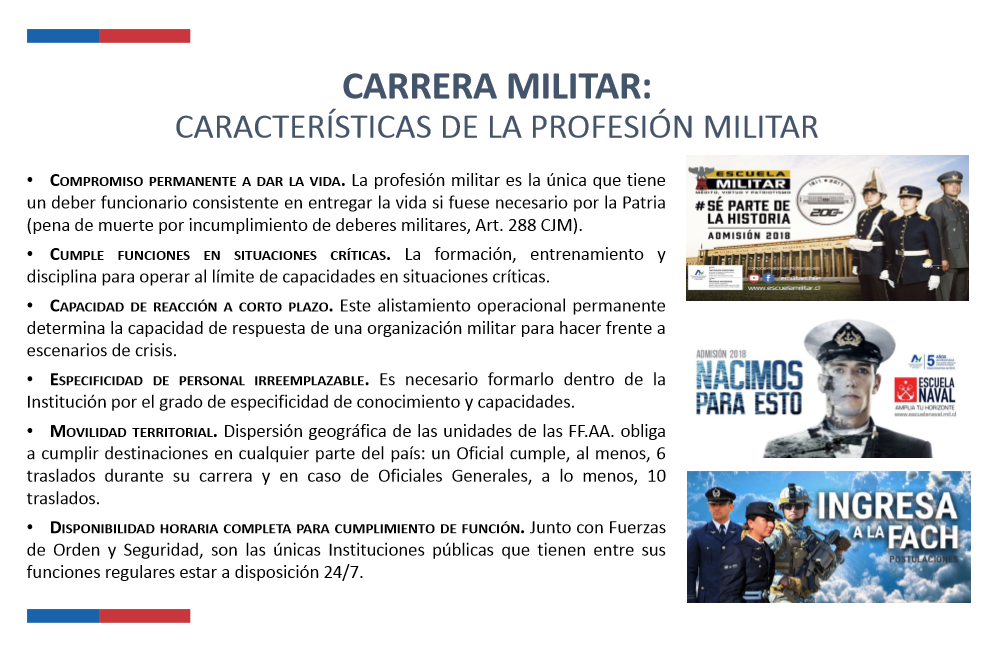 CARRERA MILITAR:
CARACTERÍSTICAS DE LA PROFESIÓN MILITAR
• COMPROMISO PERMANENTE A DAR LA VIDA. La profesión militar es la única que tiene
un deber funcionario consistente en entregar la vida si fuese necesario por la Patria
(pena de muerte por incumplimiento de deberes militares, Art. 288 CJM).
• CUMPLE FUNCIONES EN SITUACIONES CRÍTICAS. La formación, entrenamiento y
disciplina para operar al límite de capacidades en situaciones críticas.
• CAPACIDAD DE REACCIÓN A CORTO PLAZO. Este alistamiento operacional permanente
determina la capacidad de respuesta de una organización militar para hacer frente a
escenarios de crisis.
• ESPECIFICIDAD DE PERSONAL IRREEMPLAZABLE. Es necesario formarlo dentro de la
Institución por el grado de especificidad de conocimiento y capacidades.
• MOVILIDAD TERRITORIAL. Dispersión geográfica de las unidades de las FF.AA. obliga
a cumplir destinaciones en cualquier parte del país: un Oficial cumple, al menos, 6
traslados durante su carrera y en caso de Oficiales Generales, a lo menos, 10
traslados.
• DISPONIBILIDAD HORARIA COMPLETA PARA CUMPLIMIENTO DE FUNCIÓN. Junto con Fuerzas
de Orden y Seguridad, son las únicas Instituciones públicas que tienen entre sus
funciones regulares estar a disposición 24/7.
ESCUELA
MILITAR
MÉRITO, VIRTUD Y PATRIOTISMO
#SÉ PARTE DE
LA HISTORIA
ADMISIÓN 2018
1817 2017
200
www.escuelamilitar.cl
ADMISIÓN 2018
NACIMOS
PARA ESTO
5 AÑOS
ESCUELA
NAVAL
AMPLIA TU HORIZONTE
www.escuelanaval.mil.cl
INGRESA
A LA FACH
POSTULACIONES